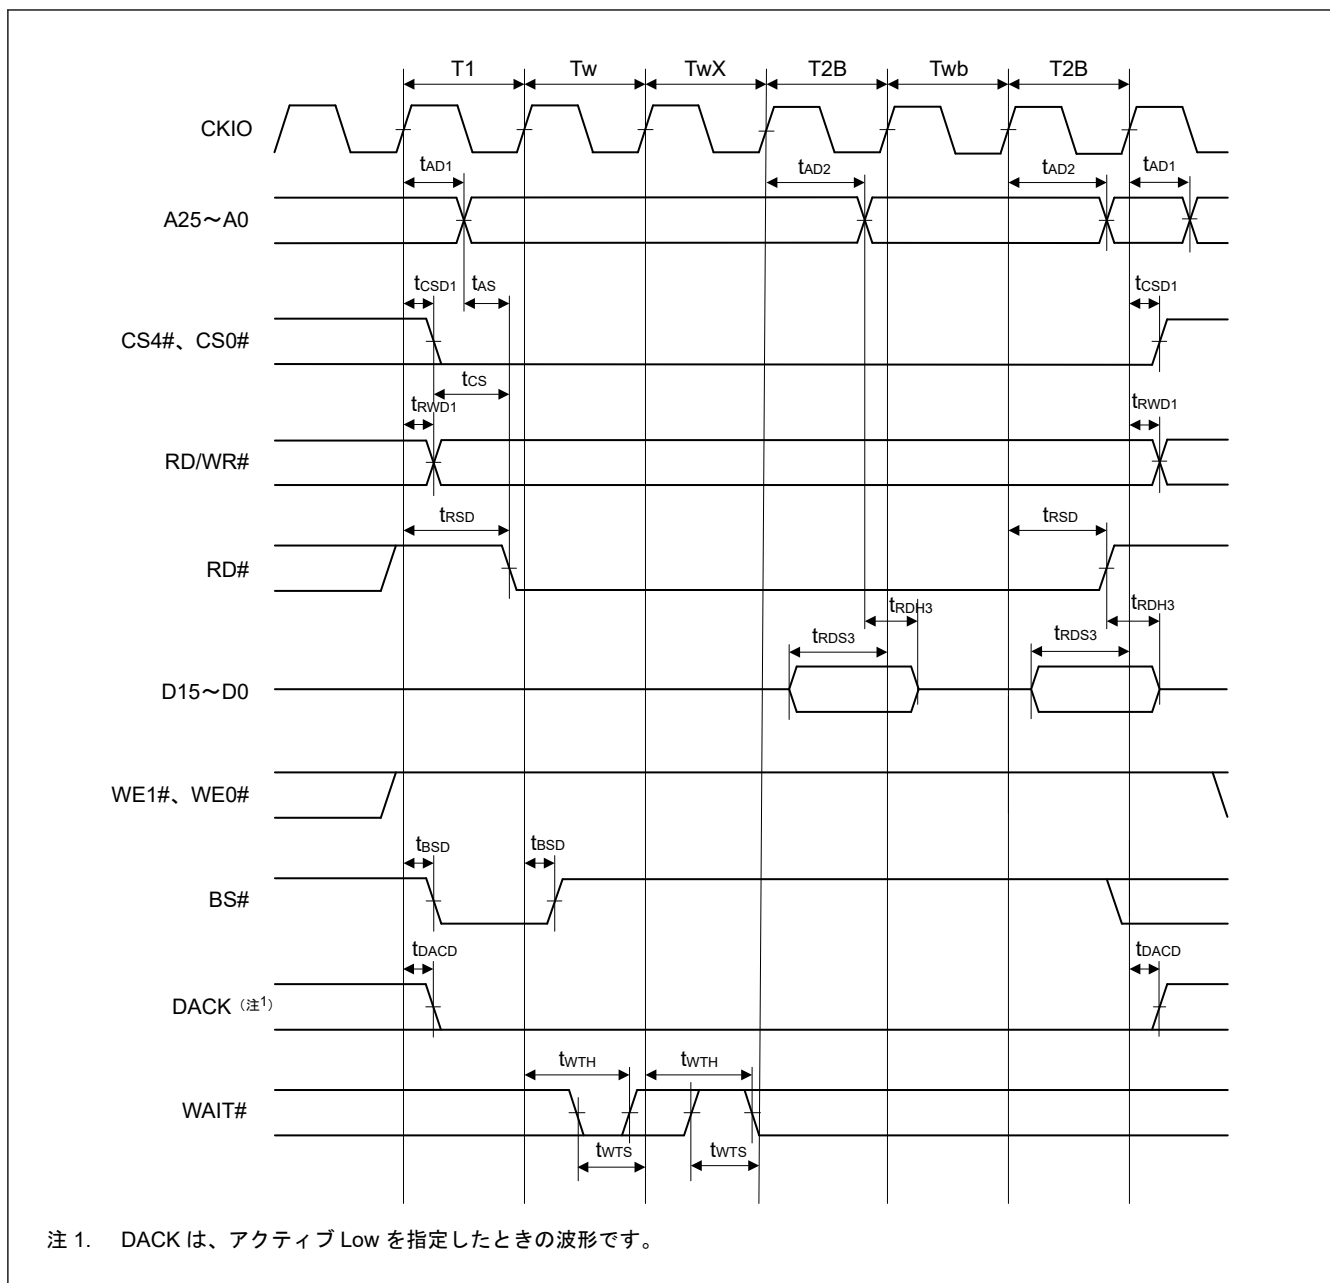 T1 Tw TwX T2B Twb T2B
CKIO
tAD1 tAD2 tAD2 tAD1
A25～A0
tCSD1 tAS tCSD1
CS4#、CS0#
tCS
tRWD1 tRWD1
RD/WR#
tRSD tRSD
RD#
tRDH3 tRDH3
tRDS3 tRDS3
D15～D0
WE1#、WE0#
tBSD tBSD
BS#
tDACD tDACD
DACK（注1）
tWTH tWTH
WAIT#
tWTS tWTS
注 1. DACK は、アクティブ Low を指定したときの波形です。